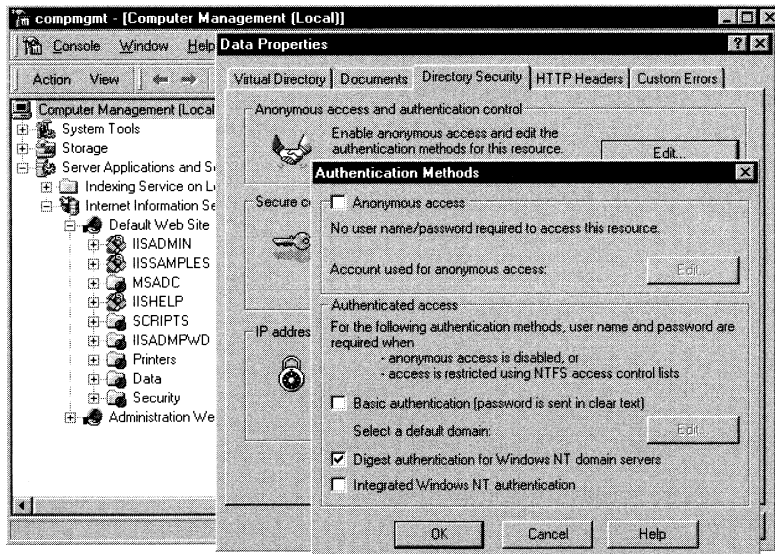 compmgmt - [Computer Management (Local)]
Console Window Help
Action View
Computer Management (Local
System Tools
Storage
Server Applications and S
Indexing Service on L
Internet Information Se
Default Web Site
IISADMIN
IISSAMPLES
MSADC
IISHELP
SCRIPTS
IISADMPWD
Printers
Data
Security
Administration We
Data Properties
Virtual Directory Documents Directory Security HTTP Headers Custom Errors
Anonymous access and authentication control
Enable anonymous access and edit the
authentication methods for this resource.
Edit...
Secure co
IP addres
Authentication Methods
Anonymous access
No user name/password required to access this resource.
Account used for anonymous access:
Edit...
Authenticated access
For the following authentication methods, user name and password are
required when
- anonymous access is disabled, or
- access is restricted using NTFS access control lists
Basic authentication (password is sent in clear text)
Select a default domain:
Edit...
Digest authentication for Windows NT domain servers
Integrated Windows NT authentication
OK Cancel Help